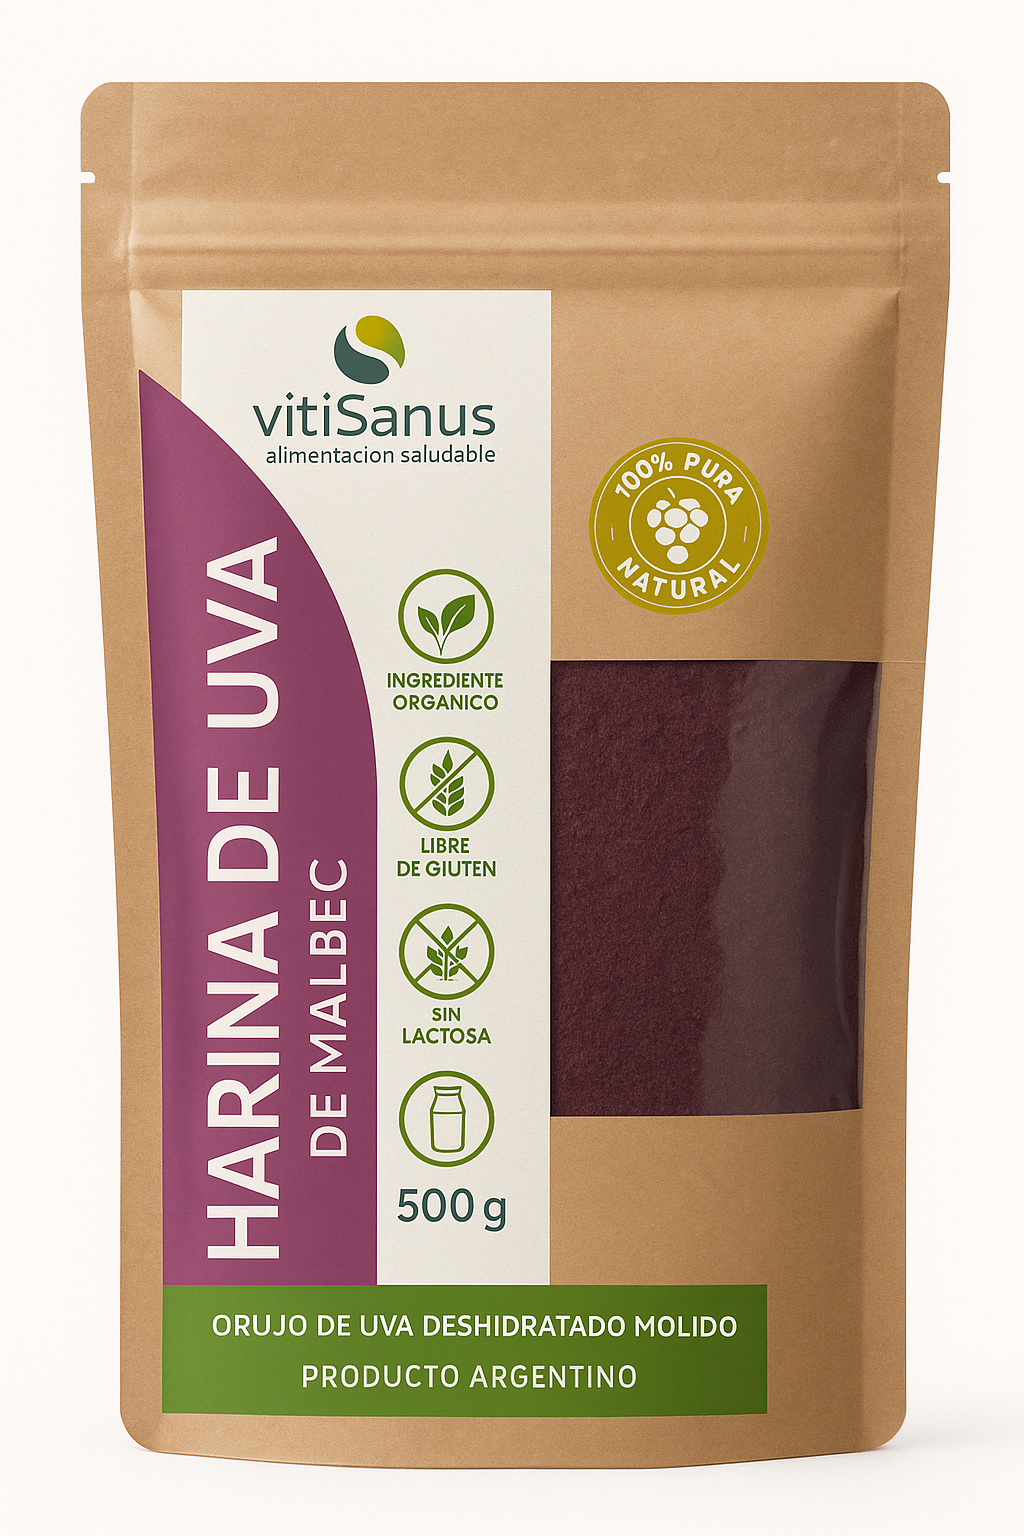 vitiSanus
alimentacion saludable
100% PURA
NATURAL
HARINA DE UVA
DE MALBEC
INGREDIENTE
ORGANICO
LIBRE
DE GIUTEN
SIN
LACTOSA
500 g
ORUJO DE UVA DESHIDRATADO MOLIDO
PRODUCTO ARGENTINO